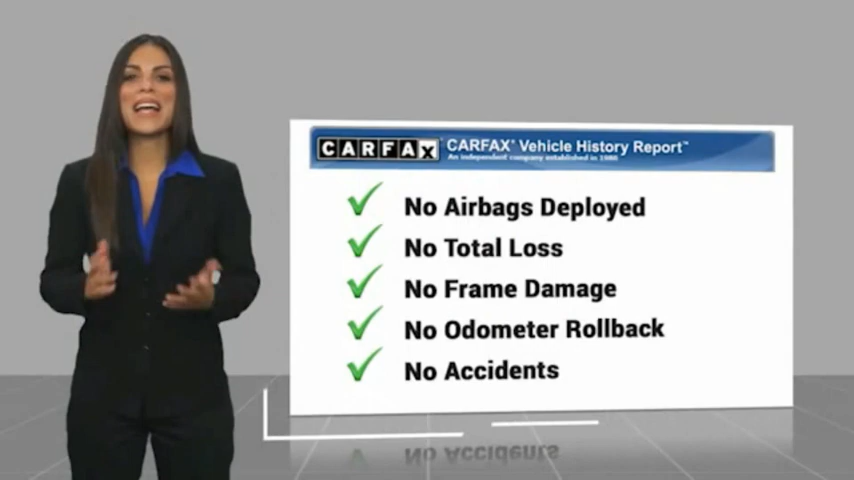 CARFAX CARFAX® Vehicle History Report™
An independent company established in 1986
No Airbags Deployed
No Total Loss
No Frame Damage
No Odometer Rollback
No Accidents
No Accidents